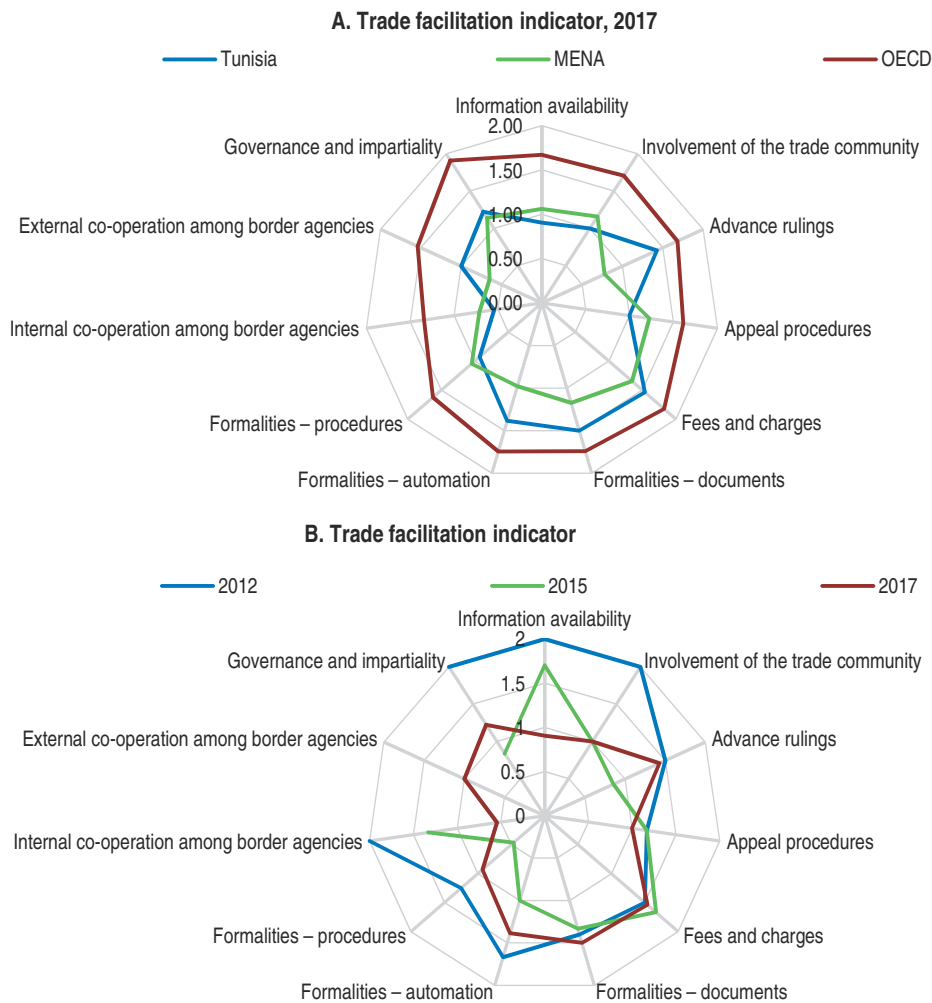 A. Trade facilitation indicator, 2017
Tunisia MENA OECD
Information availability
2.00
Governance and impartiality Involvement of the trade community
1.50
External co-operation among border agencies 1.00 Advance rulings
0.50
0.00
Internal co-operation among border agencies Appeal procedures
Formalities – procedures Fees and charges
Formalities – automation Formalities – documents
B. Trade facilitation indicator
2012 2015 2017
Information availability
2
Governance and impartiality Involvement of the trade community
1.5
External co-operation among border agencies 1 Advance rulings
0.5
0
Internal co-operation among border agencies Appeal procedures
Formalities – procedures Fees and charges
Formalities – automation Formalities – documents